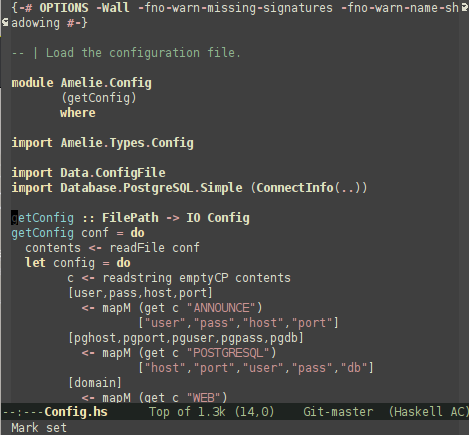 {-# OPTIONS -Wall -fno-warn-missing-signatures -fno-warn-name-sh
adowing #-}
-- | Load the configuration file.
module Amelie.Config
       (getConfig)
       where
import Amelie.Types.Config
import Data.ConfigFile
import Database.PostgreSQL.Simple (ConnectInfo(..))
getConfig :: FilePath -> IO Config
getConfig conf = do
  contents <- readFile conf
  let config = do
        c <- readstring emptyCP contents
        [user,pass,host,port]
          <- mapM (get c "ANNOUNCE")
                  ["user","pass","host","port"]
        [pghost,pgport,pguser,pgpass,pgdb]
          <- mapM (get c "POSTGRESQL")
                  ["host","port","user","pass","db"]
        [domain]
          <- mapM (get c "WEB")
--:---Config.hs      Top of 1.3k (14,0)    Git-master  (Haskell AC)
Mark set